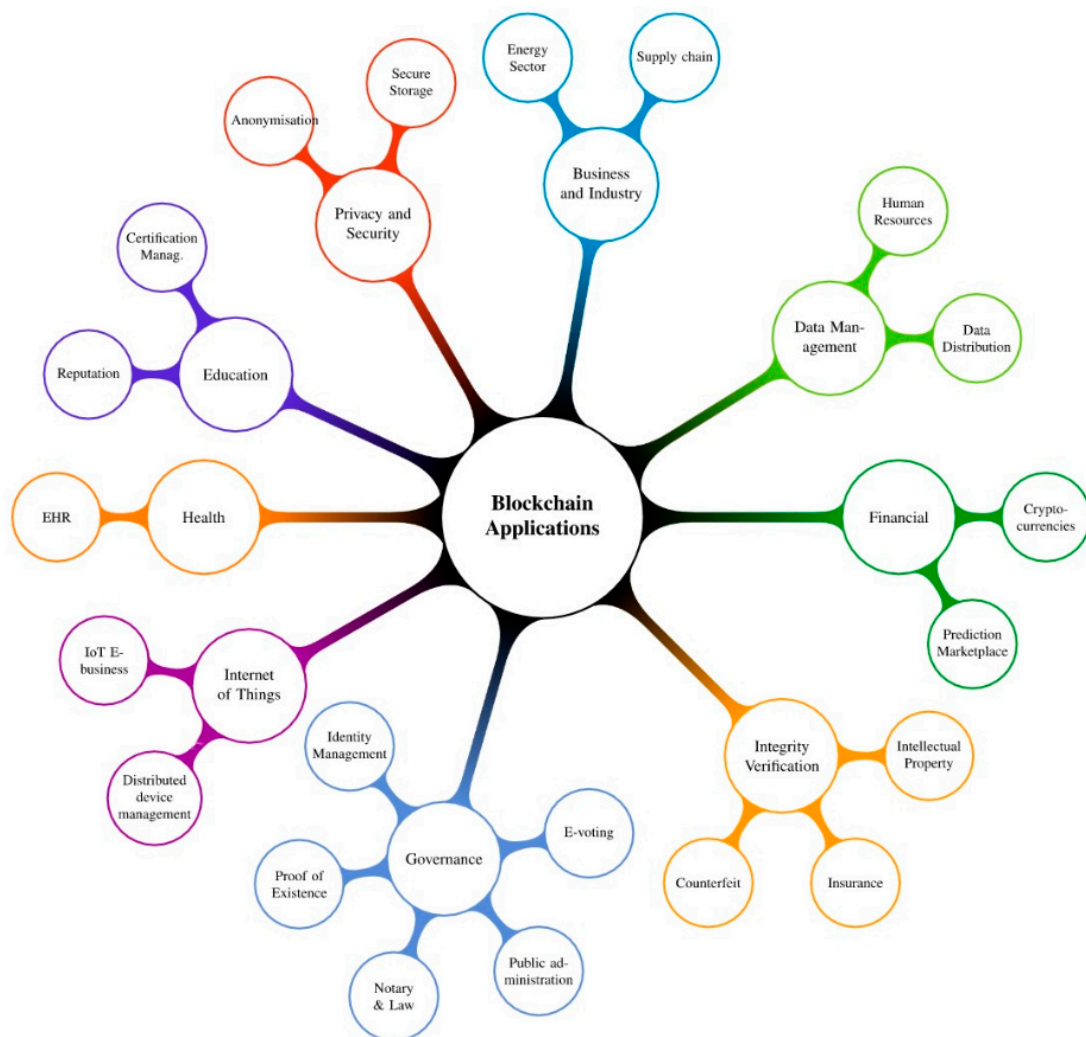 Energy
Sector
Supply chain
Secure
Storage
Anonymisation
Business
and Industry
Privacy and
Security
Human
Resources
Certification
Manag.
Data Man-
agement
Data
Distribution
Reputation
Education
Blockchain
Applications
EHR
Health
Financial
Crypto-
currencies
IoT E-
business
Internet
of Things
Prediction
Marketplace
Identity
Management
Integrity
Verification
Intellectual
Property
Distributed
device
management
E-voting
Governance
Proof of
Existence
Counterfeit
Insurance
Public ad-
ministration
Notary
& Law